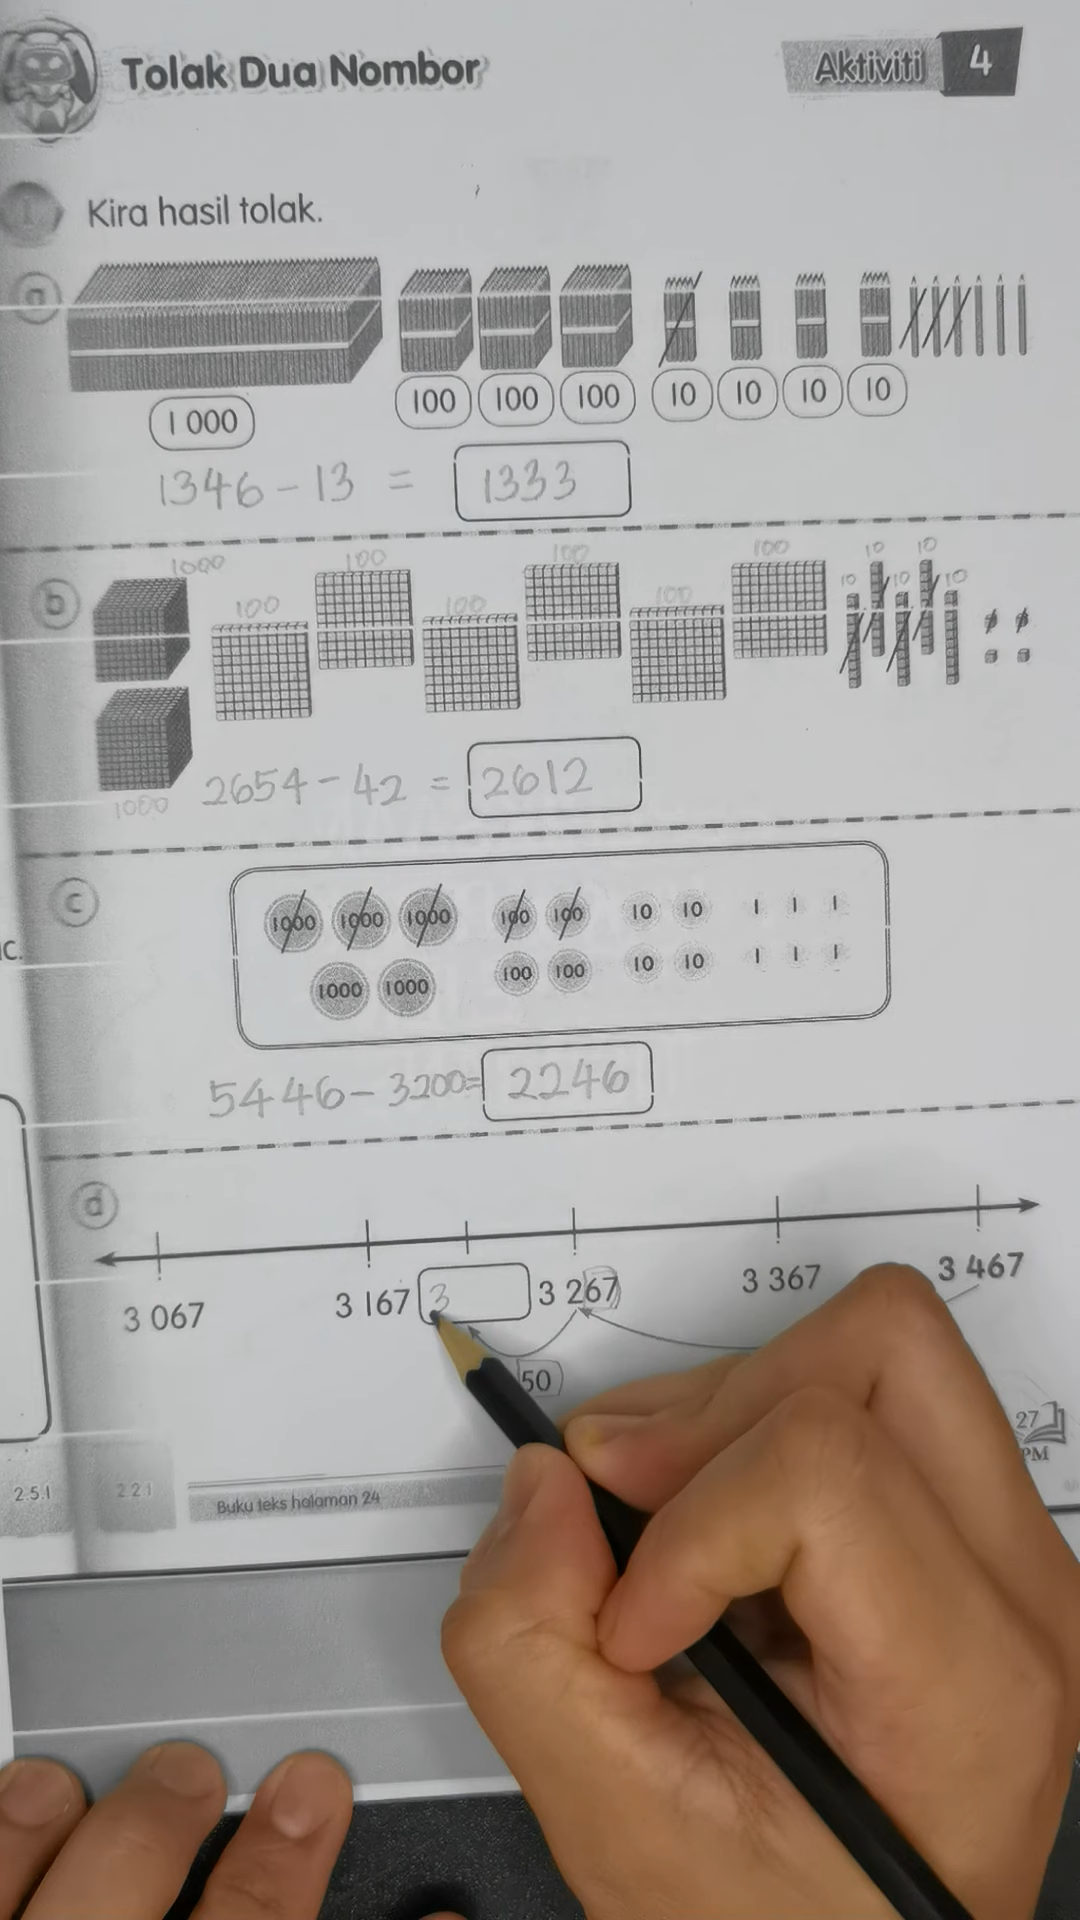 Tolak Dua Nombor
Aktiviti 4
1 Kira hasil tolak.
a
1 000 100 100 100 10 10 10 10
1346 - 13 = 1333
b
1000 100 100 100 100 100 100 10 10 10 10 10
1000
2654 - 42 = 2612
c
1000 1000 1000 100 100 10 10 1 1 1
1000 1000 100 100 10 10 1 1 1
5446 - 3200 = 2246
d
3 067 3 167 3 3 267 3 367 3 467
50
27
PM
2.5.1 2.2.1 Buku teks halaman 24